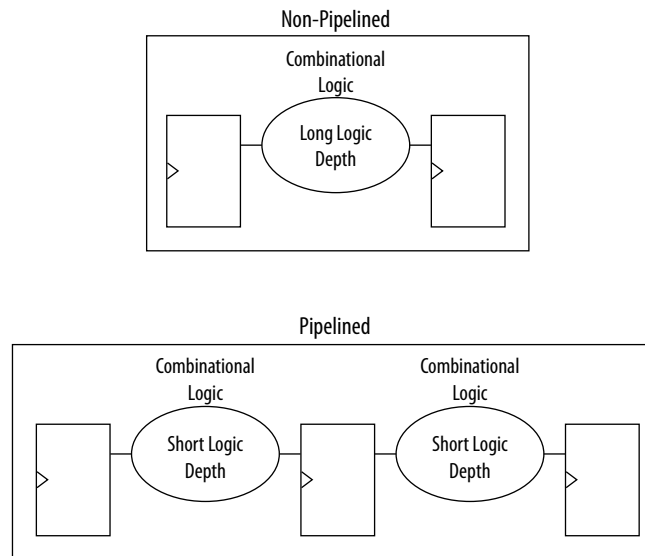 Non-Pipelined
Combinational
Logic
Long Logic
Depth
Pipelined
Combinational
Logic
Combinational
Logic
Short Logic
Depth
Short Logic
Depth